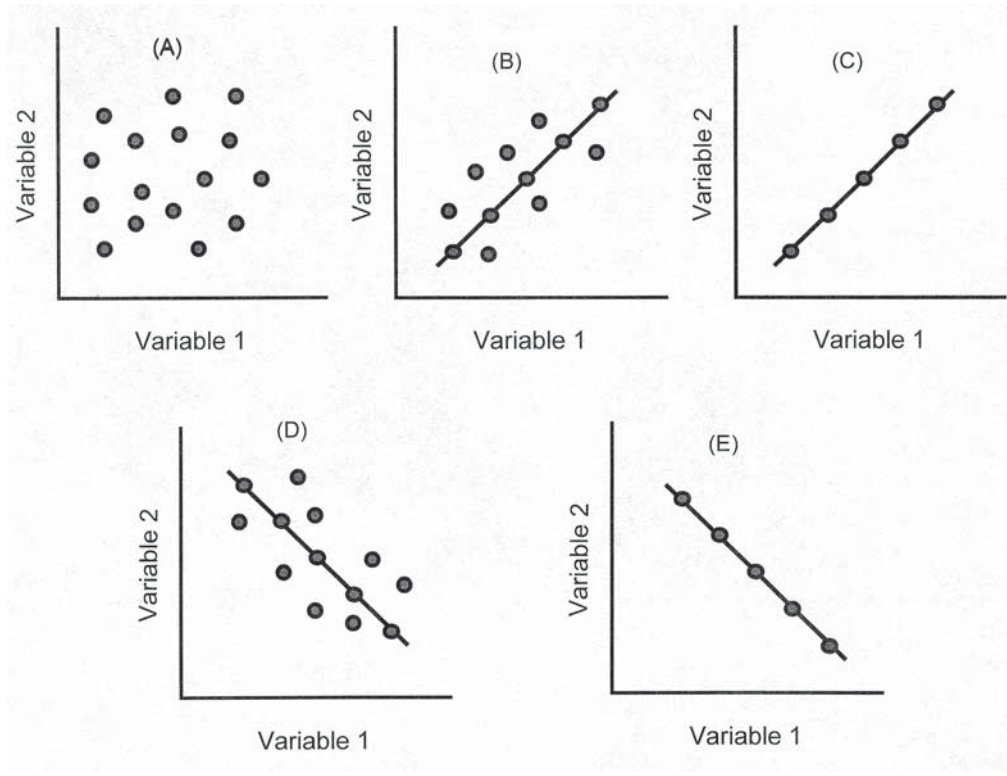 (A)
Variable 2
Variable 1
(B)
Variable 2
Variable 1
(C)
Variable 2
Variable 1
(D)
Variable 2
Variable 1
(E)
Variable 2
Variable 1